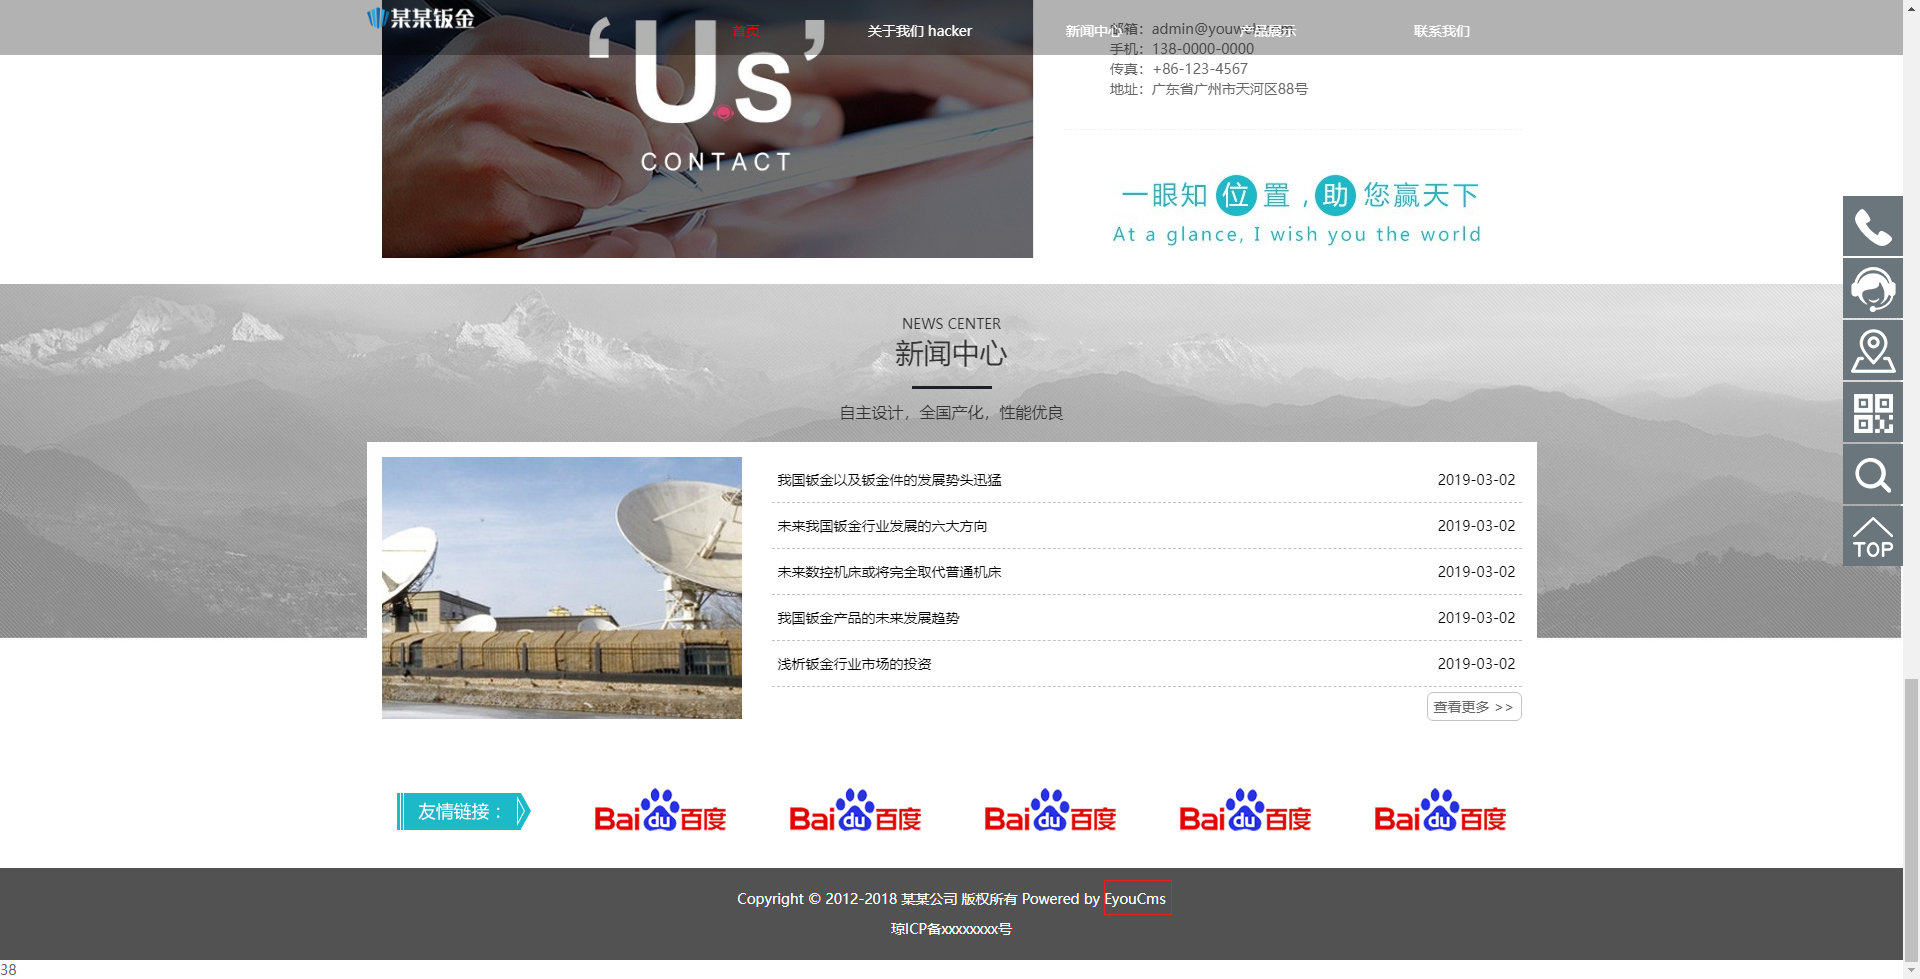 某某钣金
首页
关于我们 hacker
新闻中心
产品展示
联系我们
‘Us’
CONTACT
邮箱：admin@youweb.com
手机：138-0000-0000
传真：+86-123-4567
地址：广东省广州市天河区88号
一眼知位置，助您赢天下
At a glance, I wish you the world
NEWS CENTER
新闻中心
自主设计，全国产化，性能优良
我国钣金以及钣金件的发展势头迅猛 2019-03-02
未来我国钣金行业发展的六大方向 2019-03-02
未来数控机床或将完全取代普通机床 2019-03-02
我国钣金产品的未来发展趋势 2019-03-02
浅析钣金行业市场的投资 2019-03-02
查看更多 >>
TOP
友情链接：
Baidu百度
Baidu百度
Baidu百度
Baidu百度
Baidu百度
Copyright © 2012-2018 某某公司 版权所有 Powered by EyouCms
琼ICP备xxxxxxxx号
38